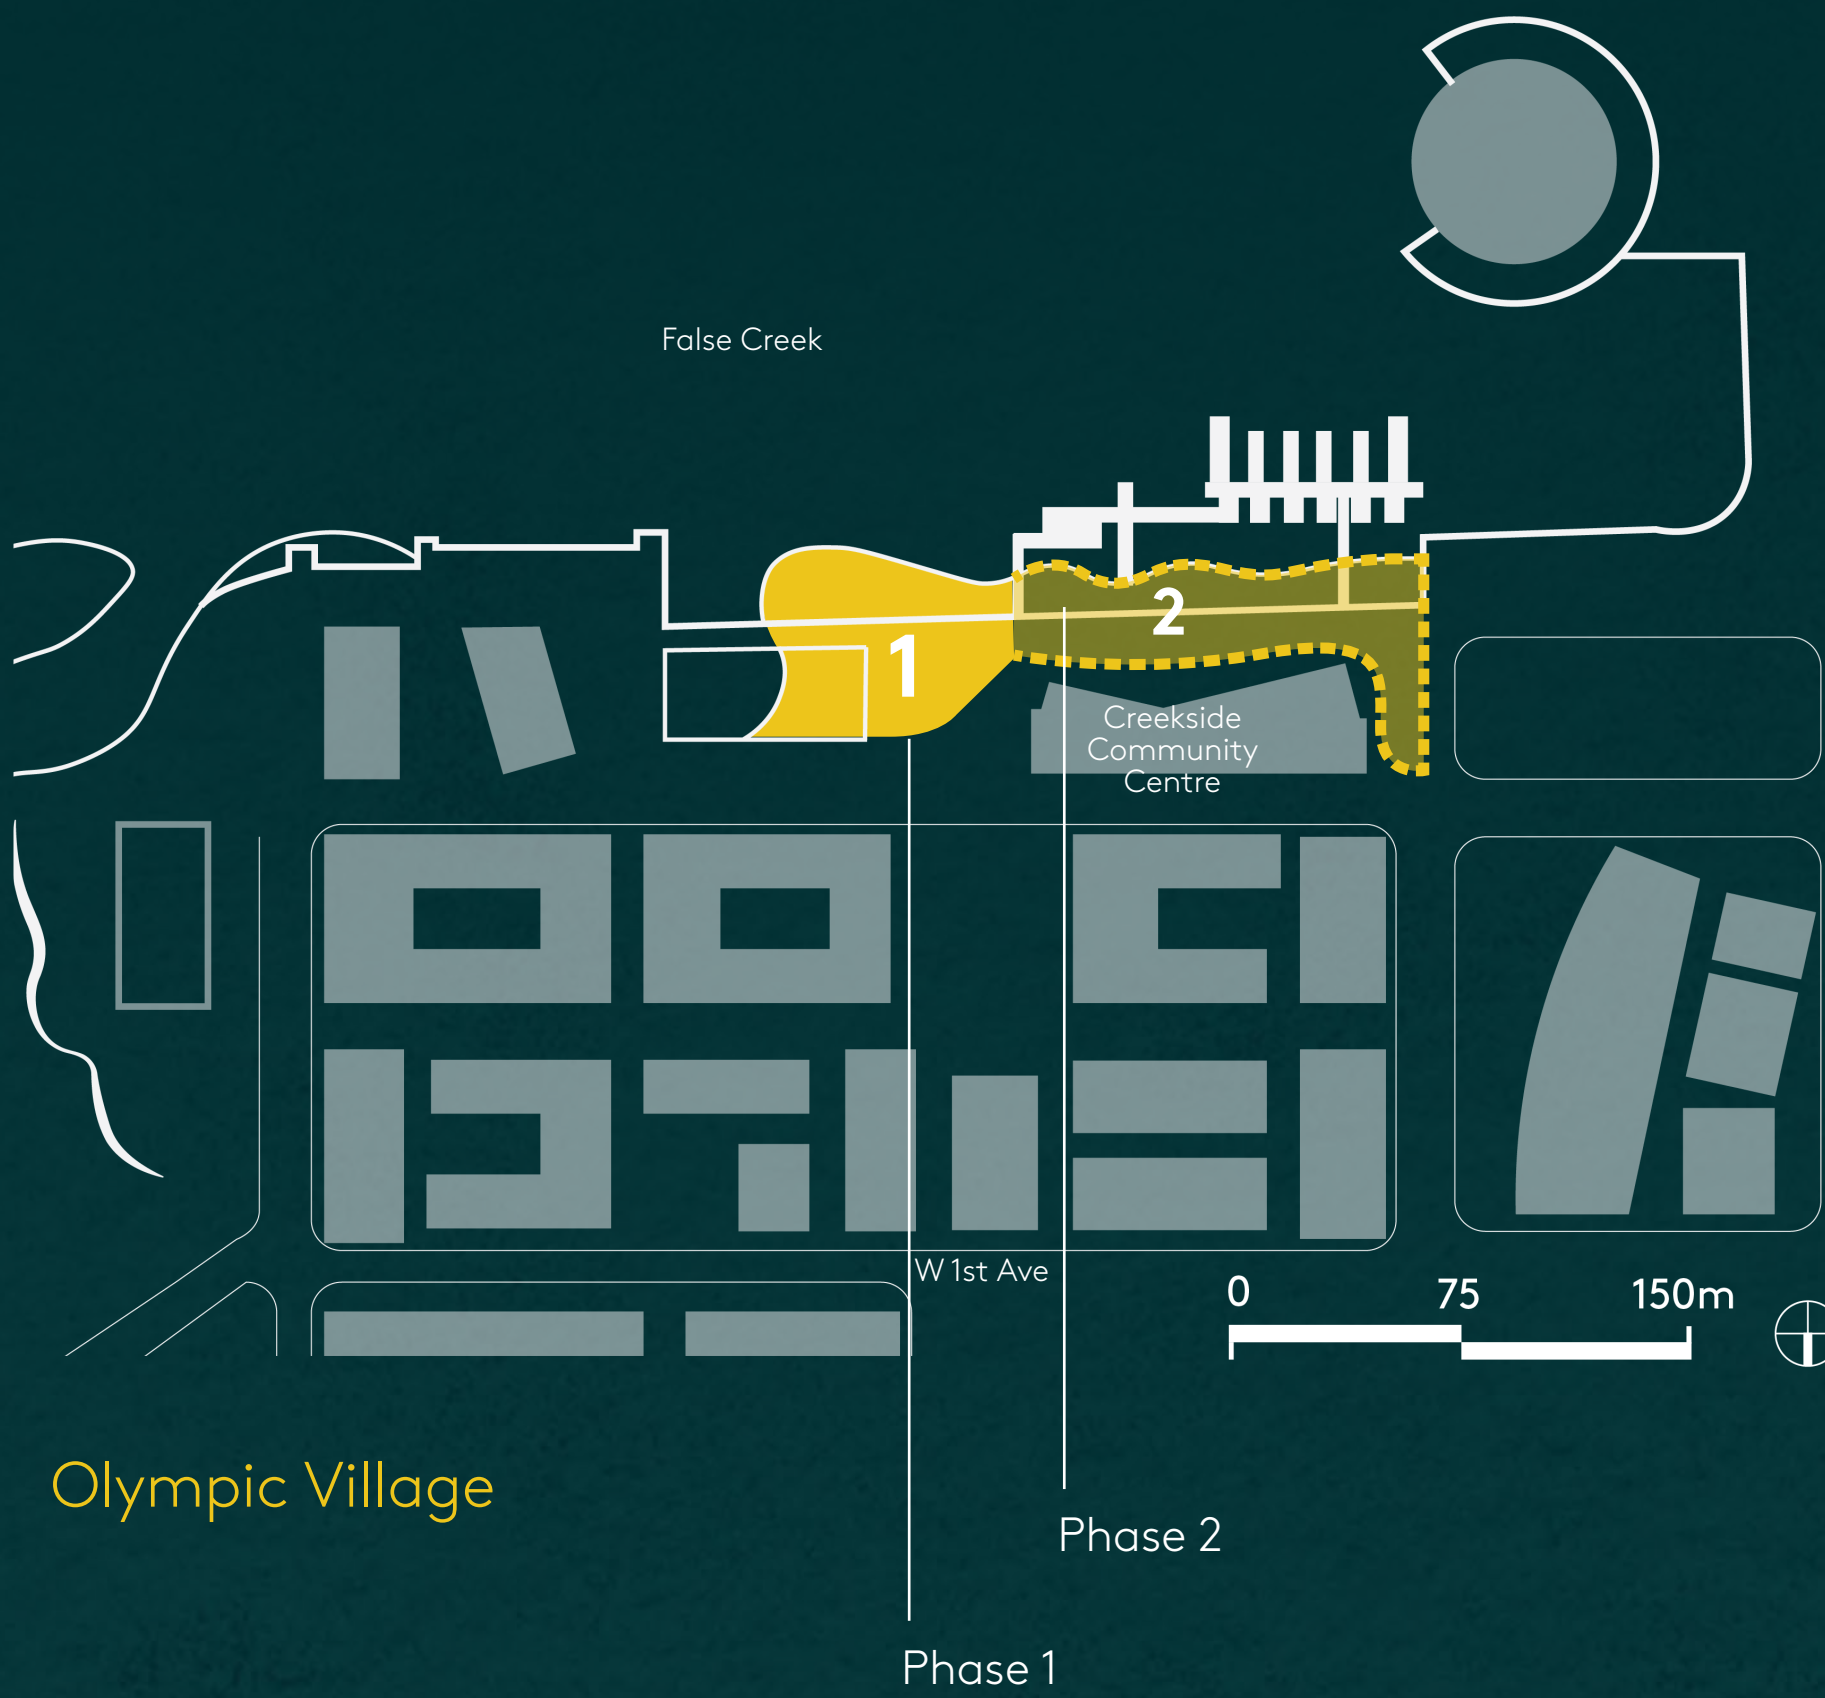 False Creek
2
1
Creekside
Community
Centre
W 1st Ave
0 75 150m
Olympic Village
Phase 2
Phase 1